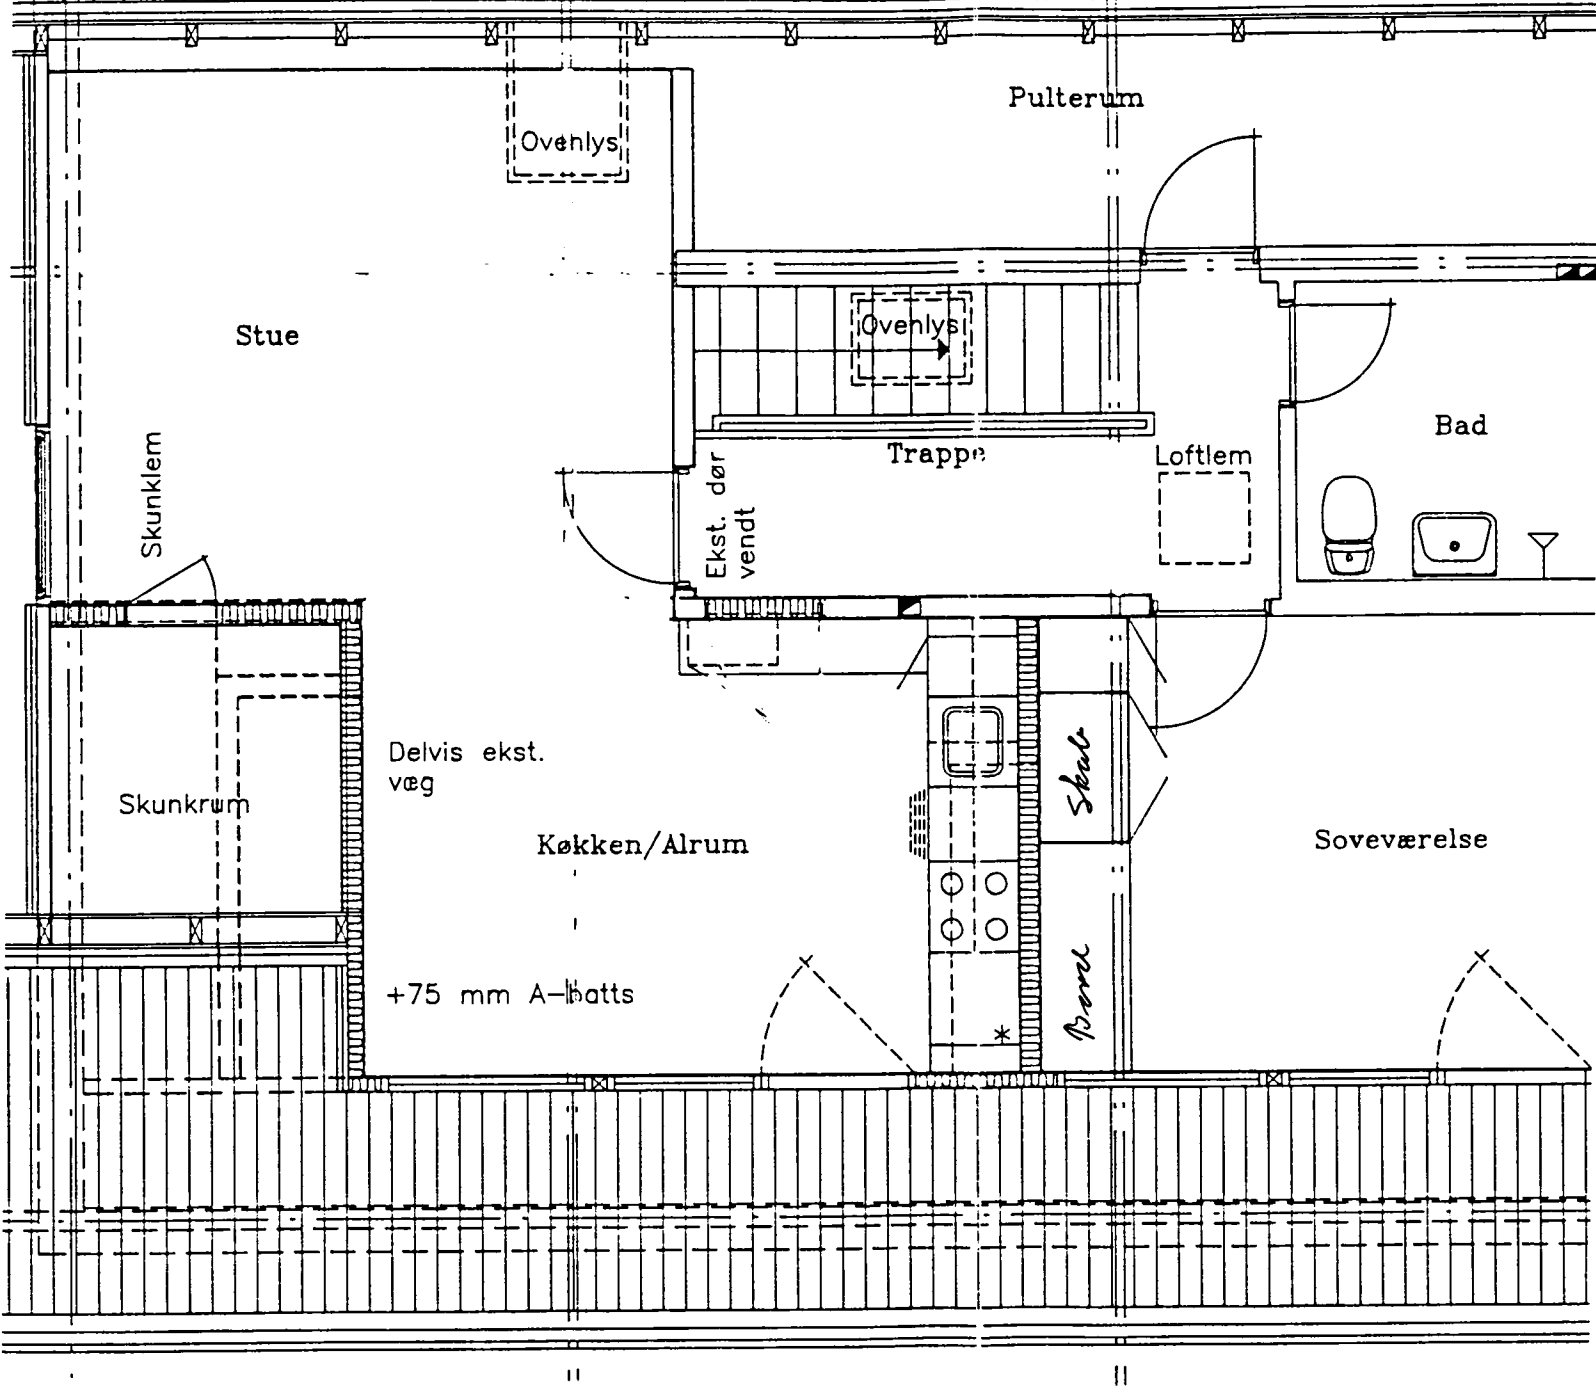 Pulterum
Ovenlys
Stue
Ovenlys
Bad
Trappe
Loftlem
Skunklem
Ekst. dør
vendt
Delvis ekst.
væg
Skab
Skunkrum
Køkken/Alrum
Soveværelse
+75 mm A-batts